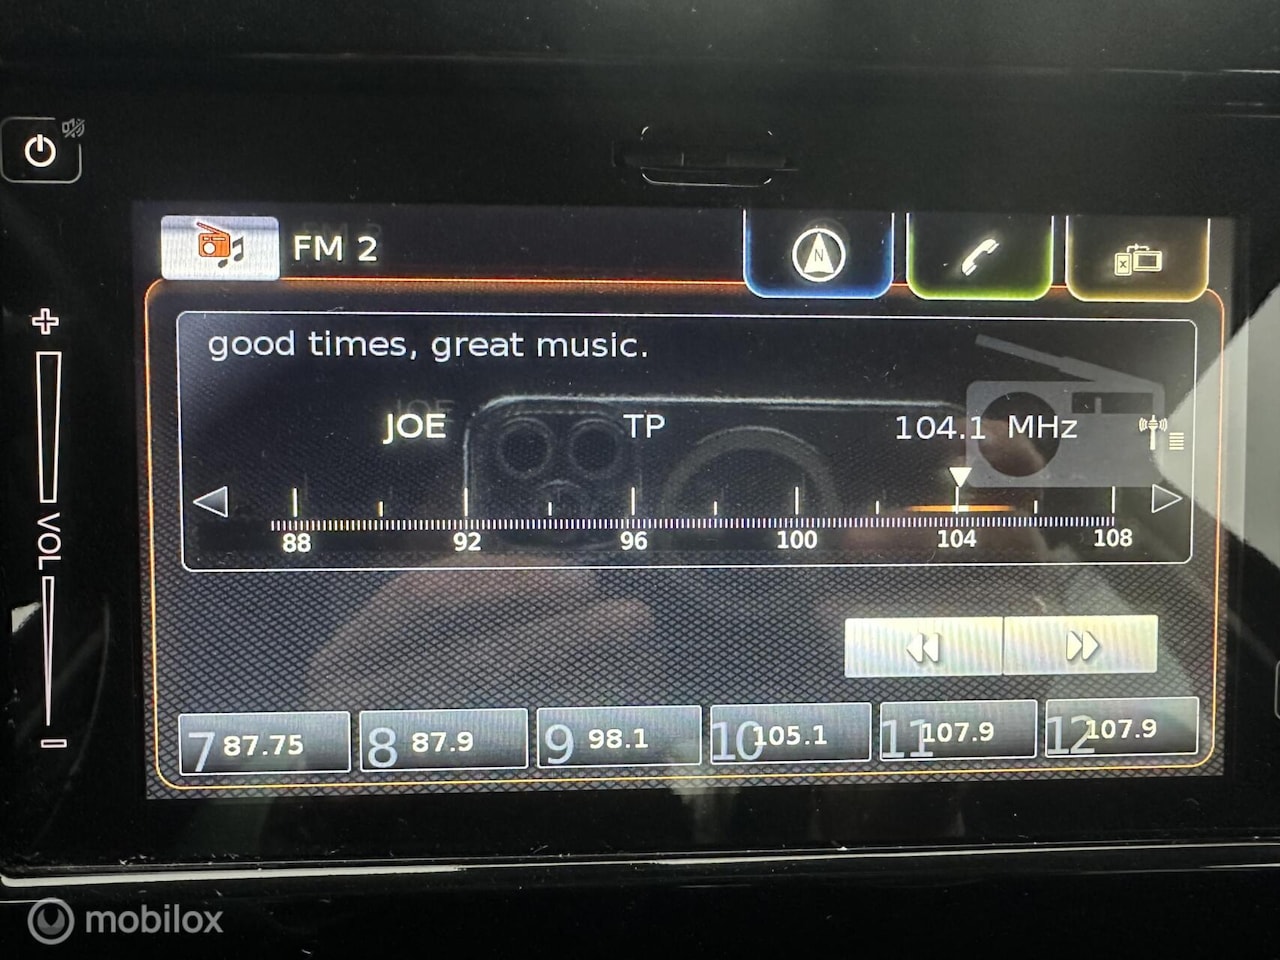 FM 2
N
good times, great music.
JOE TP 104.1 MHz
88 92 96 100 104 108
VOL
7 87.75 8 87.9 9 98.1 10 105.1 11 107.9 12 107.9
mobilox